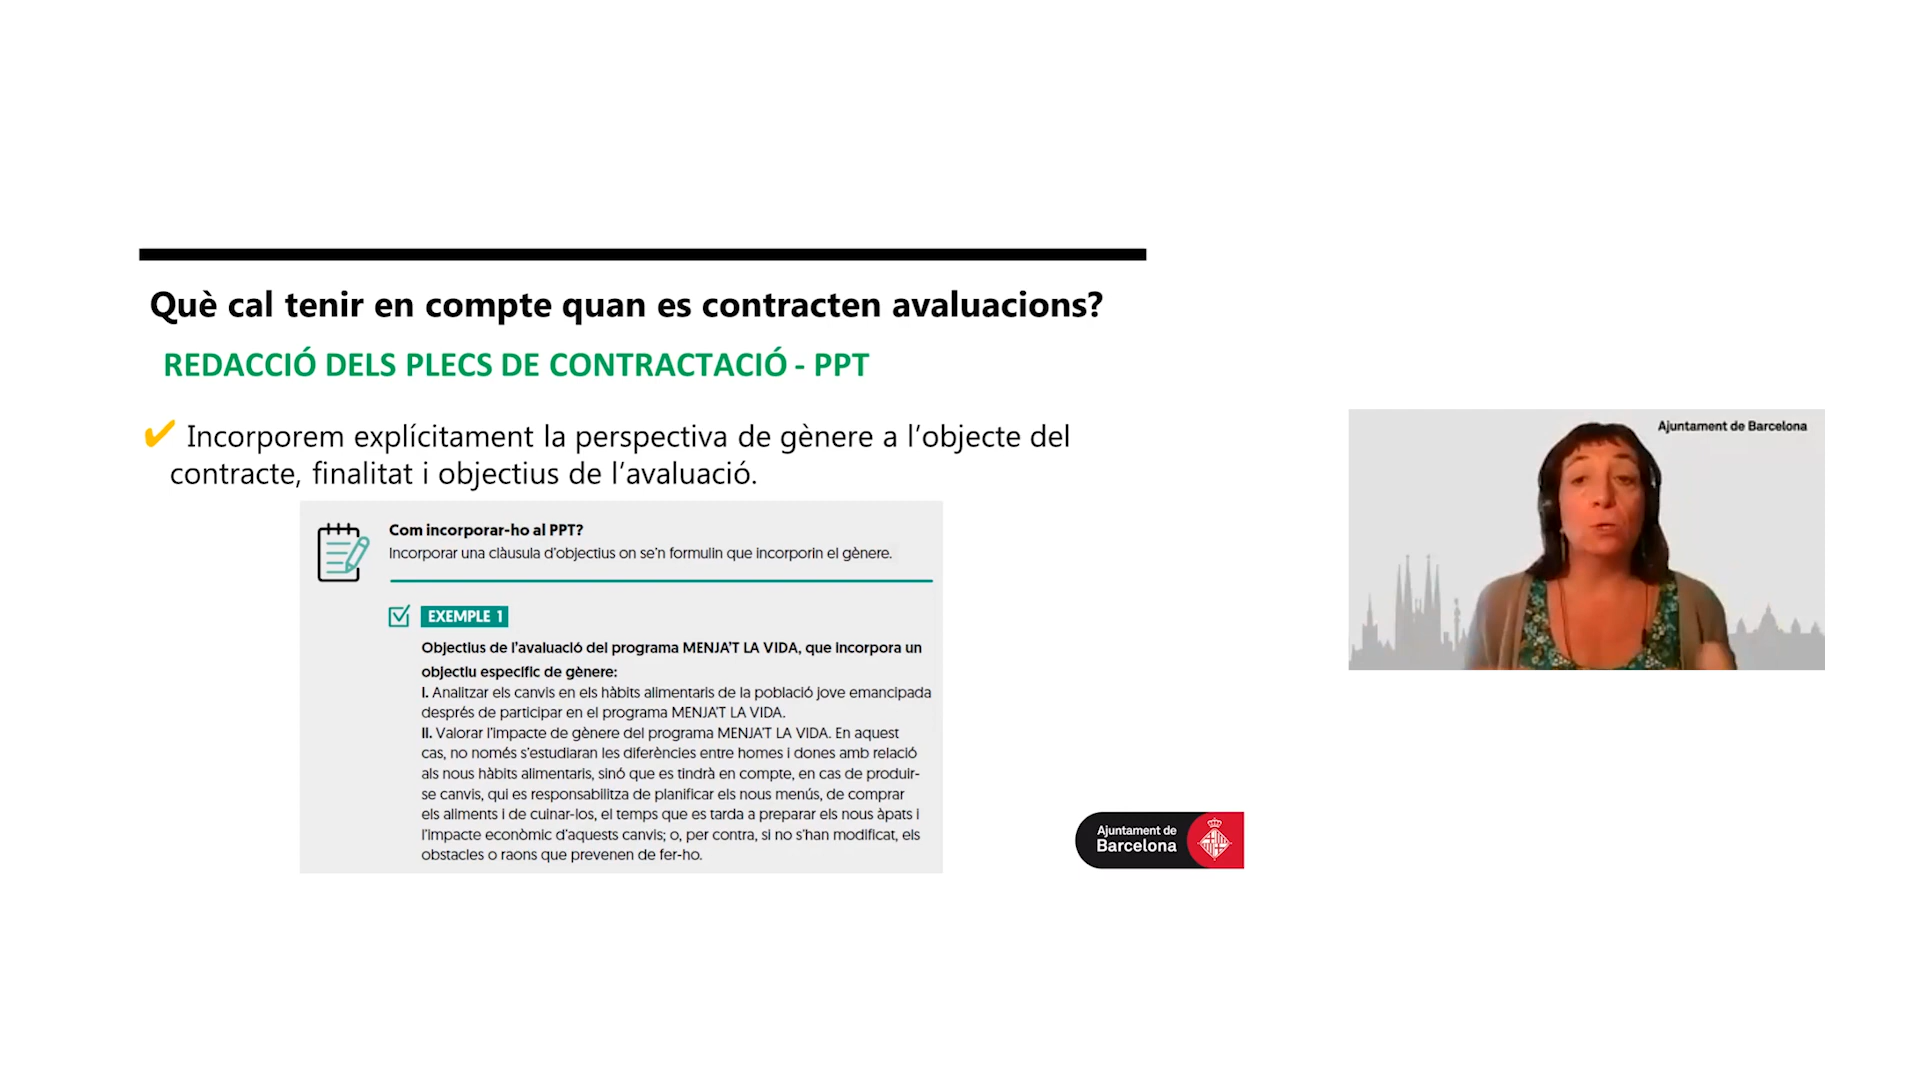 Què cal tenir en compte quan es contracten avaluacions?
REDACCIÓ DELS PLECS DE CONTRACTACIÓ - PPT
✔ Incorporem explícitament la perspectiva de gènere a l’objecte del
contracte, finalitat i objectius de l’avaluació.
Com incorporar-ho al PPT?
Incorporar una clàusula d’objectius on se’n formulin que incorporin el gènere.
EXEMPLE 1
Objectius de l’avaluació del programa MENJA’T LA VIDA, que incorpora un
objectiu específic de gènere:
I. Analitzar els canvis en els hàbits alimentaris de la població jove emancipada
després de participar en el programa MENJA’T LA VIDA.
II. Valorar l’impacte de gènere del programa MENJA’T LA VIDA. En aquest
cas, no només s’estudiaran les diferències entre homes i dones amb relació
als nous hàbits alimentaris, sinó que es tindrà en compte, en cas de produir-
se canvis, qui es responsabilitza de planificar els nous menús, de comprar
els aliments i de cuinar-los, el temps que es tarda a preparar els nous àpats i
l’impacte econòmic d’aquests canvis; o, per contra, si no s’han modificat, els
obstacles o raons que prevenen de fer-ho.
Ajuntament de
Barcelona
Ajuntament de Barcelona